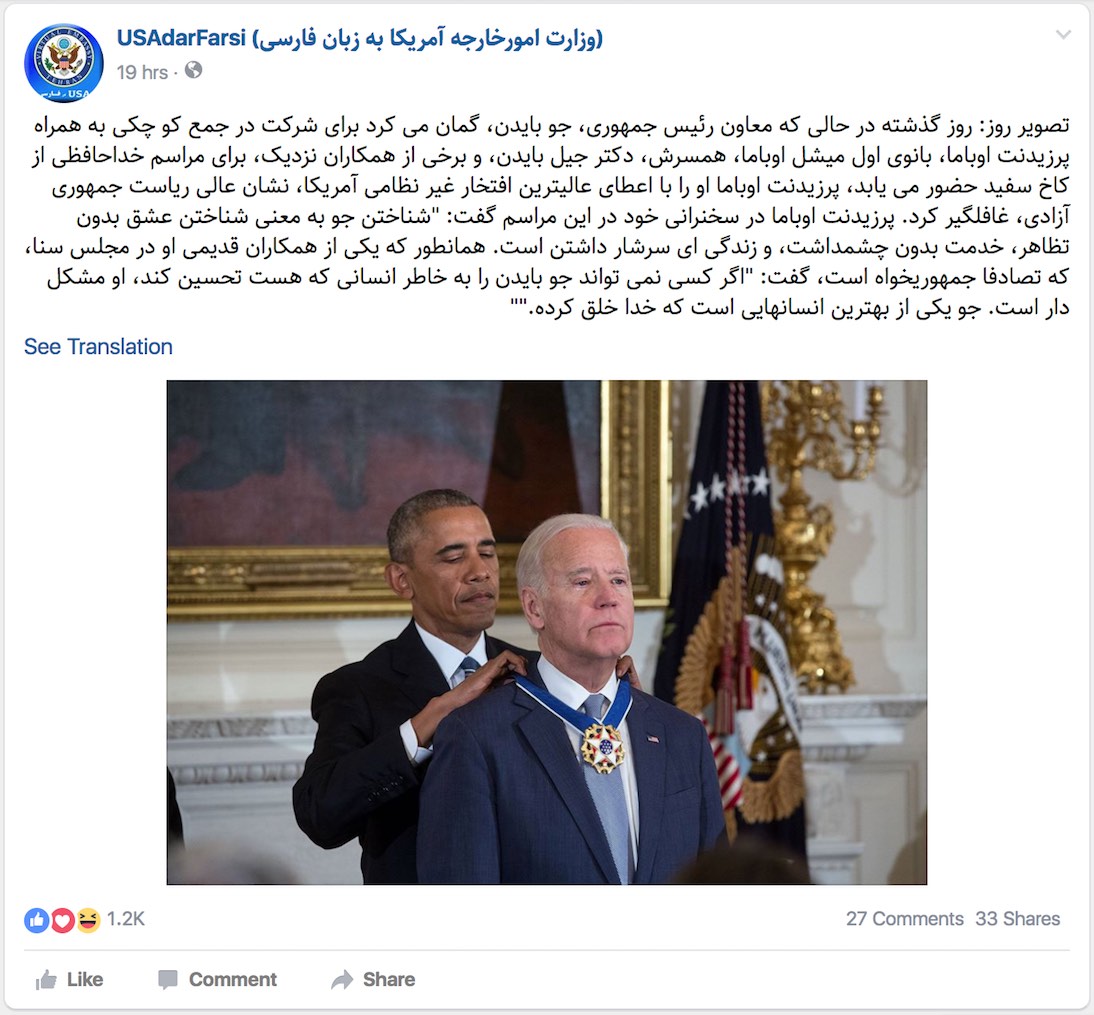 USAdarFarsi (وزارت امورخارجه آمریکا به زبان فارسی)
19 hrs ·
VIRTUAL EMBASSY
TEHRAN
USA در فارسی
تصویر روز: روز گذشته در حالی که معاون رئیس جمهوری، جو بایدن، گمان می کرد برای شرکت در جمع کو چکی به همراه
پرزیدنت اوباما، بانوی اول میشل اوباما، همسرش، دکتر جیل بایدن، و برخی از همکاران نزدیک، برای مراسم خداحافظی از
کاخ سفید حضور می یابد، پرزیدنت اوباما او را با اعطای عالیترین افتخار غیر نظامی آمریکا، نشان عالی ریاست جمهوری
آزادی، غافلگیر کرد. پرزیدنت اوباما در سخنرانی خود در این مراسم گفت: "شناختن جو به معنی شناختن عشق بدون
تظاهر، خدمت بدون چشمداشت، و زندگی ای سرشار داشتن است. همانطور که یکی از همکاران قدیمی او در مجلس سنا،
که تصادفا جمهوریخواه است، گفت: "اگر کسی نمی تواند جو بایدن را به خاطر انسانی که هست تحسین کند، او مشکل
دار است. جو یکی از بهترین انسانهایی است که خدا خلق کرده.""
See Translation
1.2K
27 Comments 33 Shares
Like Comment Share